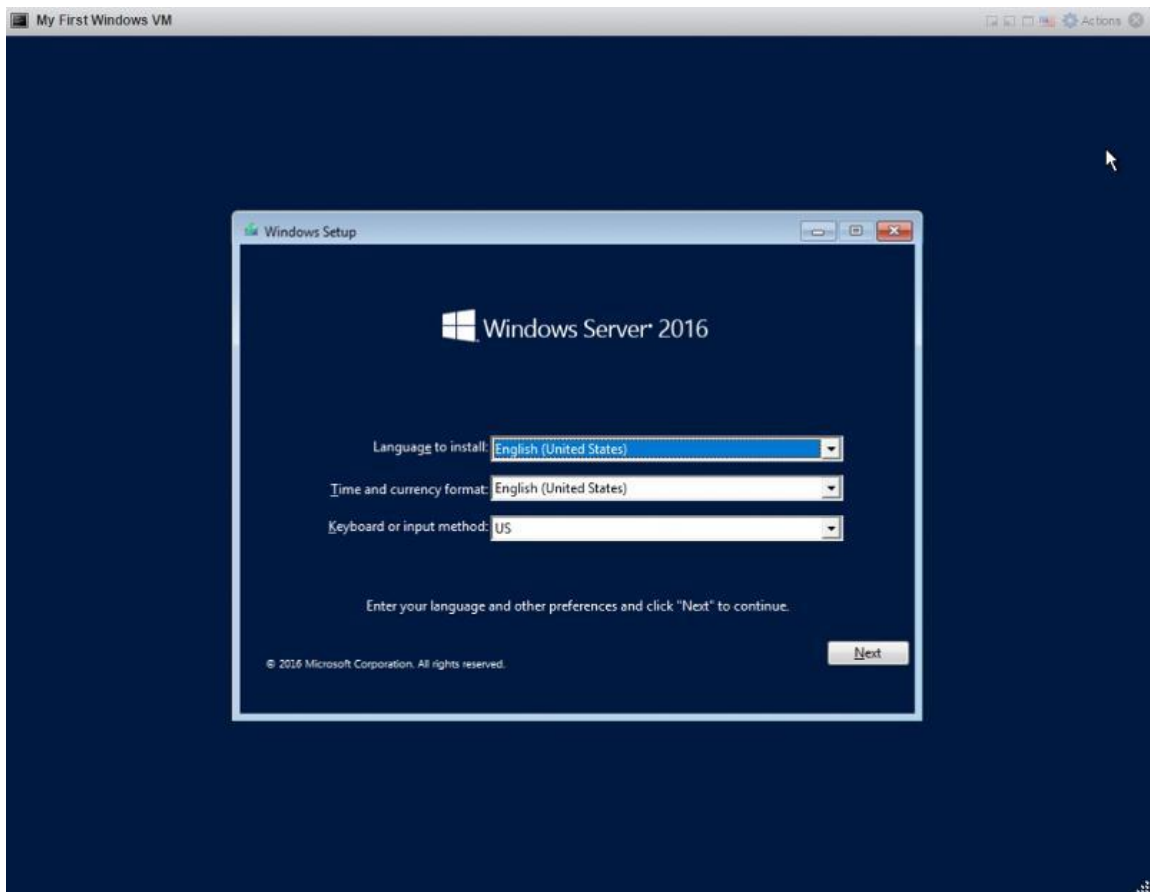 My First Windows VM
Actions
Windows Setup
Windows Server® 2016
Language to install: English (United States)
Time and currency format: English (United States)
Keyboard or input method: US
Enter your language and other preferences and click "Next" to continue.
Next
© 2016 Microsoft Corporation. All rights reserved.